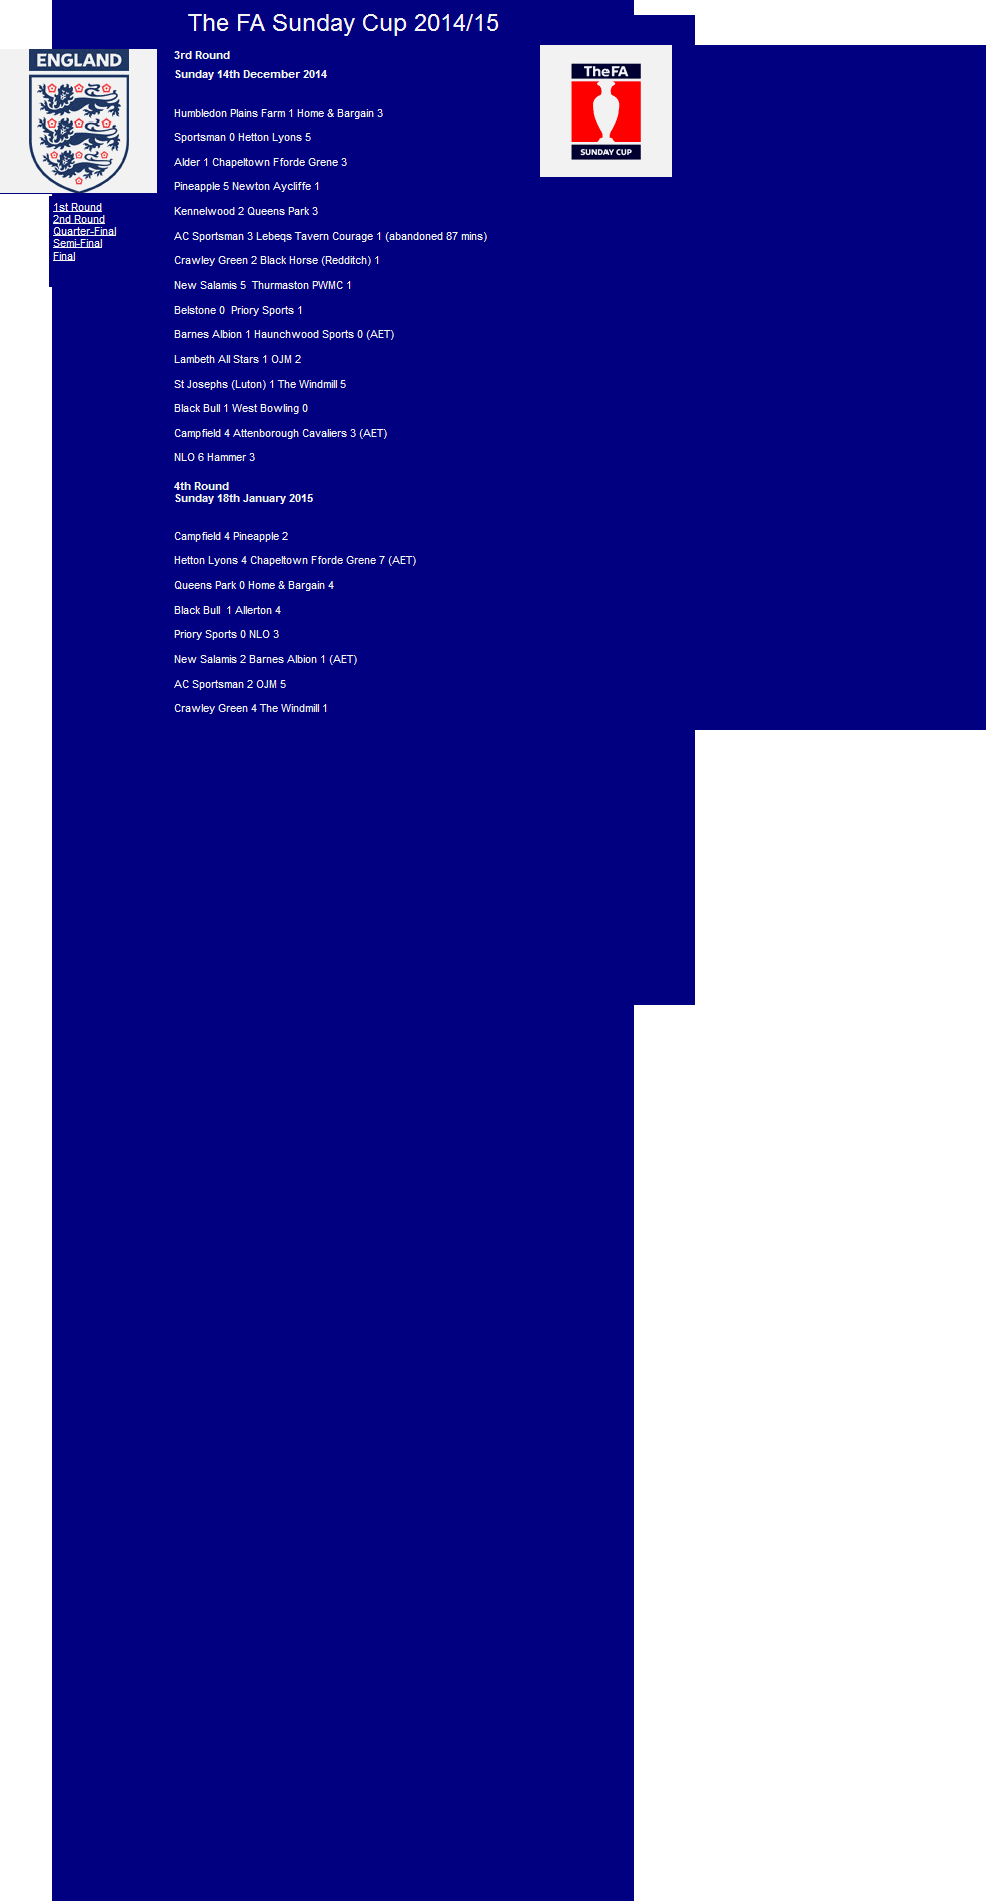 The FA Sunday Cup 2014/15
ENGLAND
3rd Round
Sunday 14th December 2014
The FA
SUNDAY CUP
Humbledon Plains Farm 1 Home & Bargain 3
Sportsman 0 Hetton Lyons 5
Alder 1 Chapeltown Fforde Grene 3
Pineapple 5 Newton Aycliffe 1
1st Round
2nd Round
Quarter-Final
Semi-Final
Final
Kennelwood 2 Queens Park 3
AC Sportsman 3 Lebeqs Tavern Courage 1 (abandoned 87 mins)
Crawley Green 2 Black Horse (Redditch) 1
New Salamis 5  Thurmaston PWMC 1
Belstone 0  Priory Sports 1
Barnes Albion 1 Haunchwood Sports 0 (AET)
Lambeth All Stars 1 OJM 2
St Josephs (Luton) 1 The Windmill 5
Black Bull 1 West Bowling 0
Campfield 4 Attenborough Cavaliers 3 (AET)
NLO 6 Hammer 3
4th Round
Sunday 18th January 2015
Campfield 4 Pineapple 2
Hetton Lyons 4 Chapeltown Fforde Grene 7 (AET)
Queens Park 0 Home & Bargain 4
Black Bull  1 Allerton 4
Priory Sports 0 NLO 3
New Salamis 2 Barnes Albion 1 (AET)
AC Sportsman 2 OJM 5
Crawley Green 4 The Windmill 1